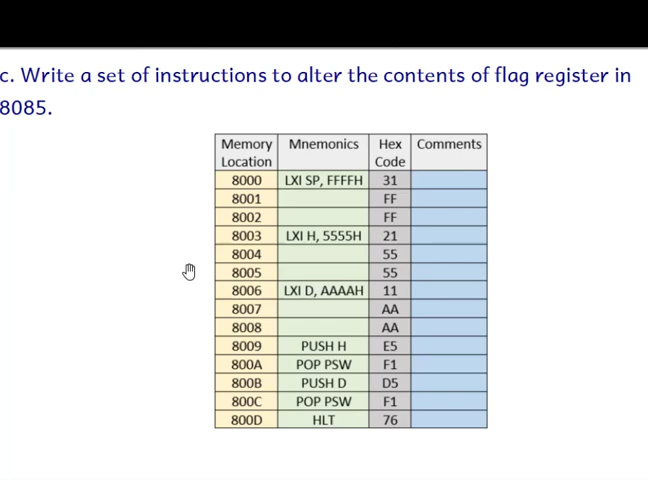 c. Write a set of instructions to alter the contents of flag register in
8085.
Memory Location Mnemonics Hex Code Comments
8000 LXI SP, FFFFH 31
8001 FF
8002 FF
8003 LXI H, 5555H 21
8004 55
8005 55
8006 LXI D, AAAAH 11
8007 AA
8008 AA
8009 PUSH H E5
800A POP PSW F1
800B PUSH D D5
800C POP PSW F1
800D HLT 76